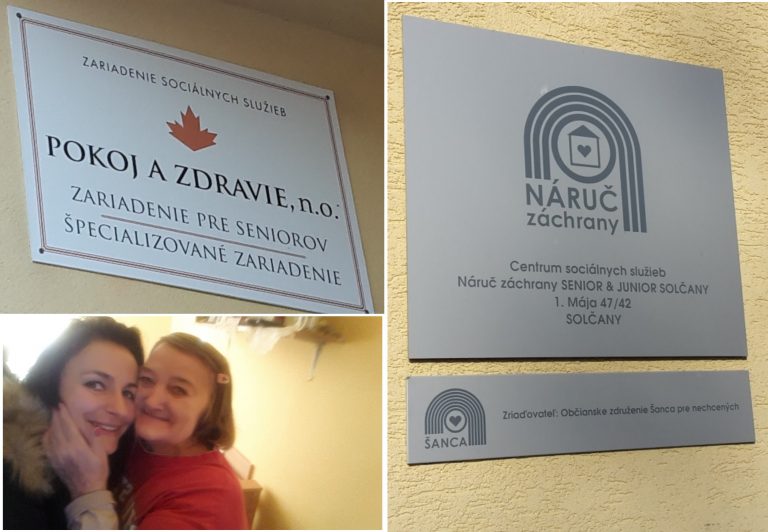 ZARIADENIE SOCIÁLNYCH SLUŽIEB
POKOJ A ZDRAVIE, n.o.
ZARIADENIE PRE SENIOROV
ŠPECIALIZOVANÉ ZARIADENIE
NÁRUČ
záchrany
Centrum sociálnych služieb
Náruč záchrany SENIOR & JUNIOR SOLČANY
1. Mája 47/42
SOLČANY
ŠANCA
Zriaďovateľ: Občianske združenie Šanca pre nechcených